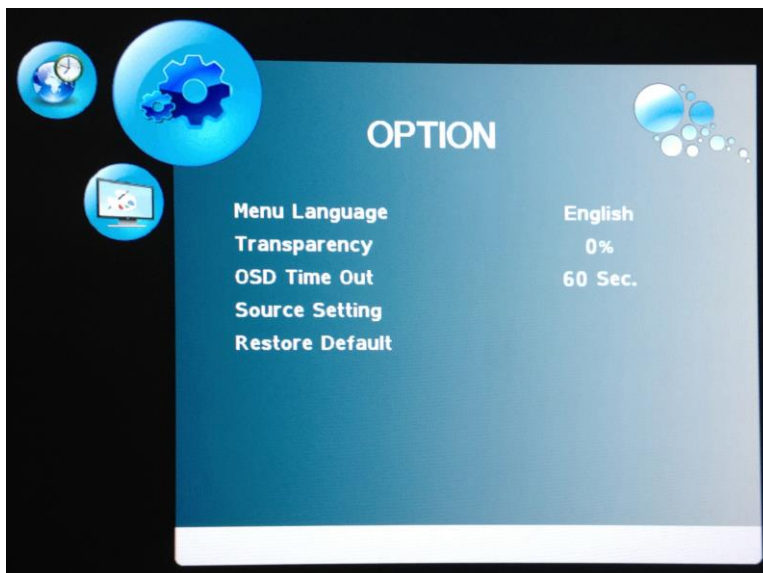 OPTION
Menu Language English
Transparency 0%
OSD Time Out 60 Sec.
Source Setting
Restore Default